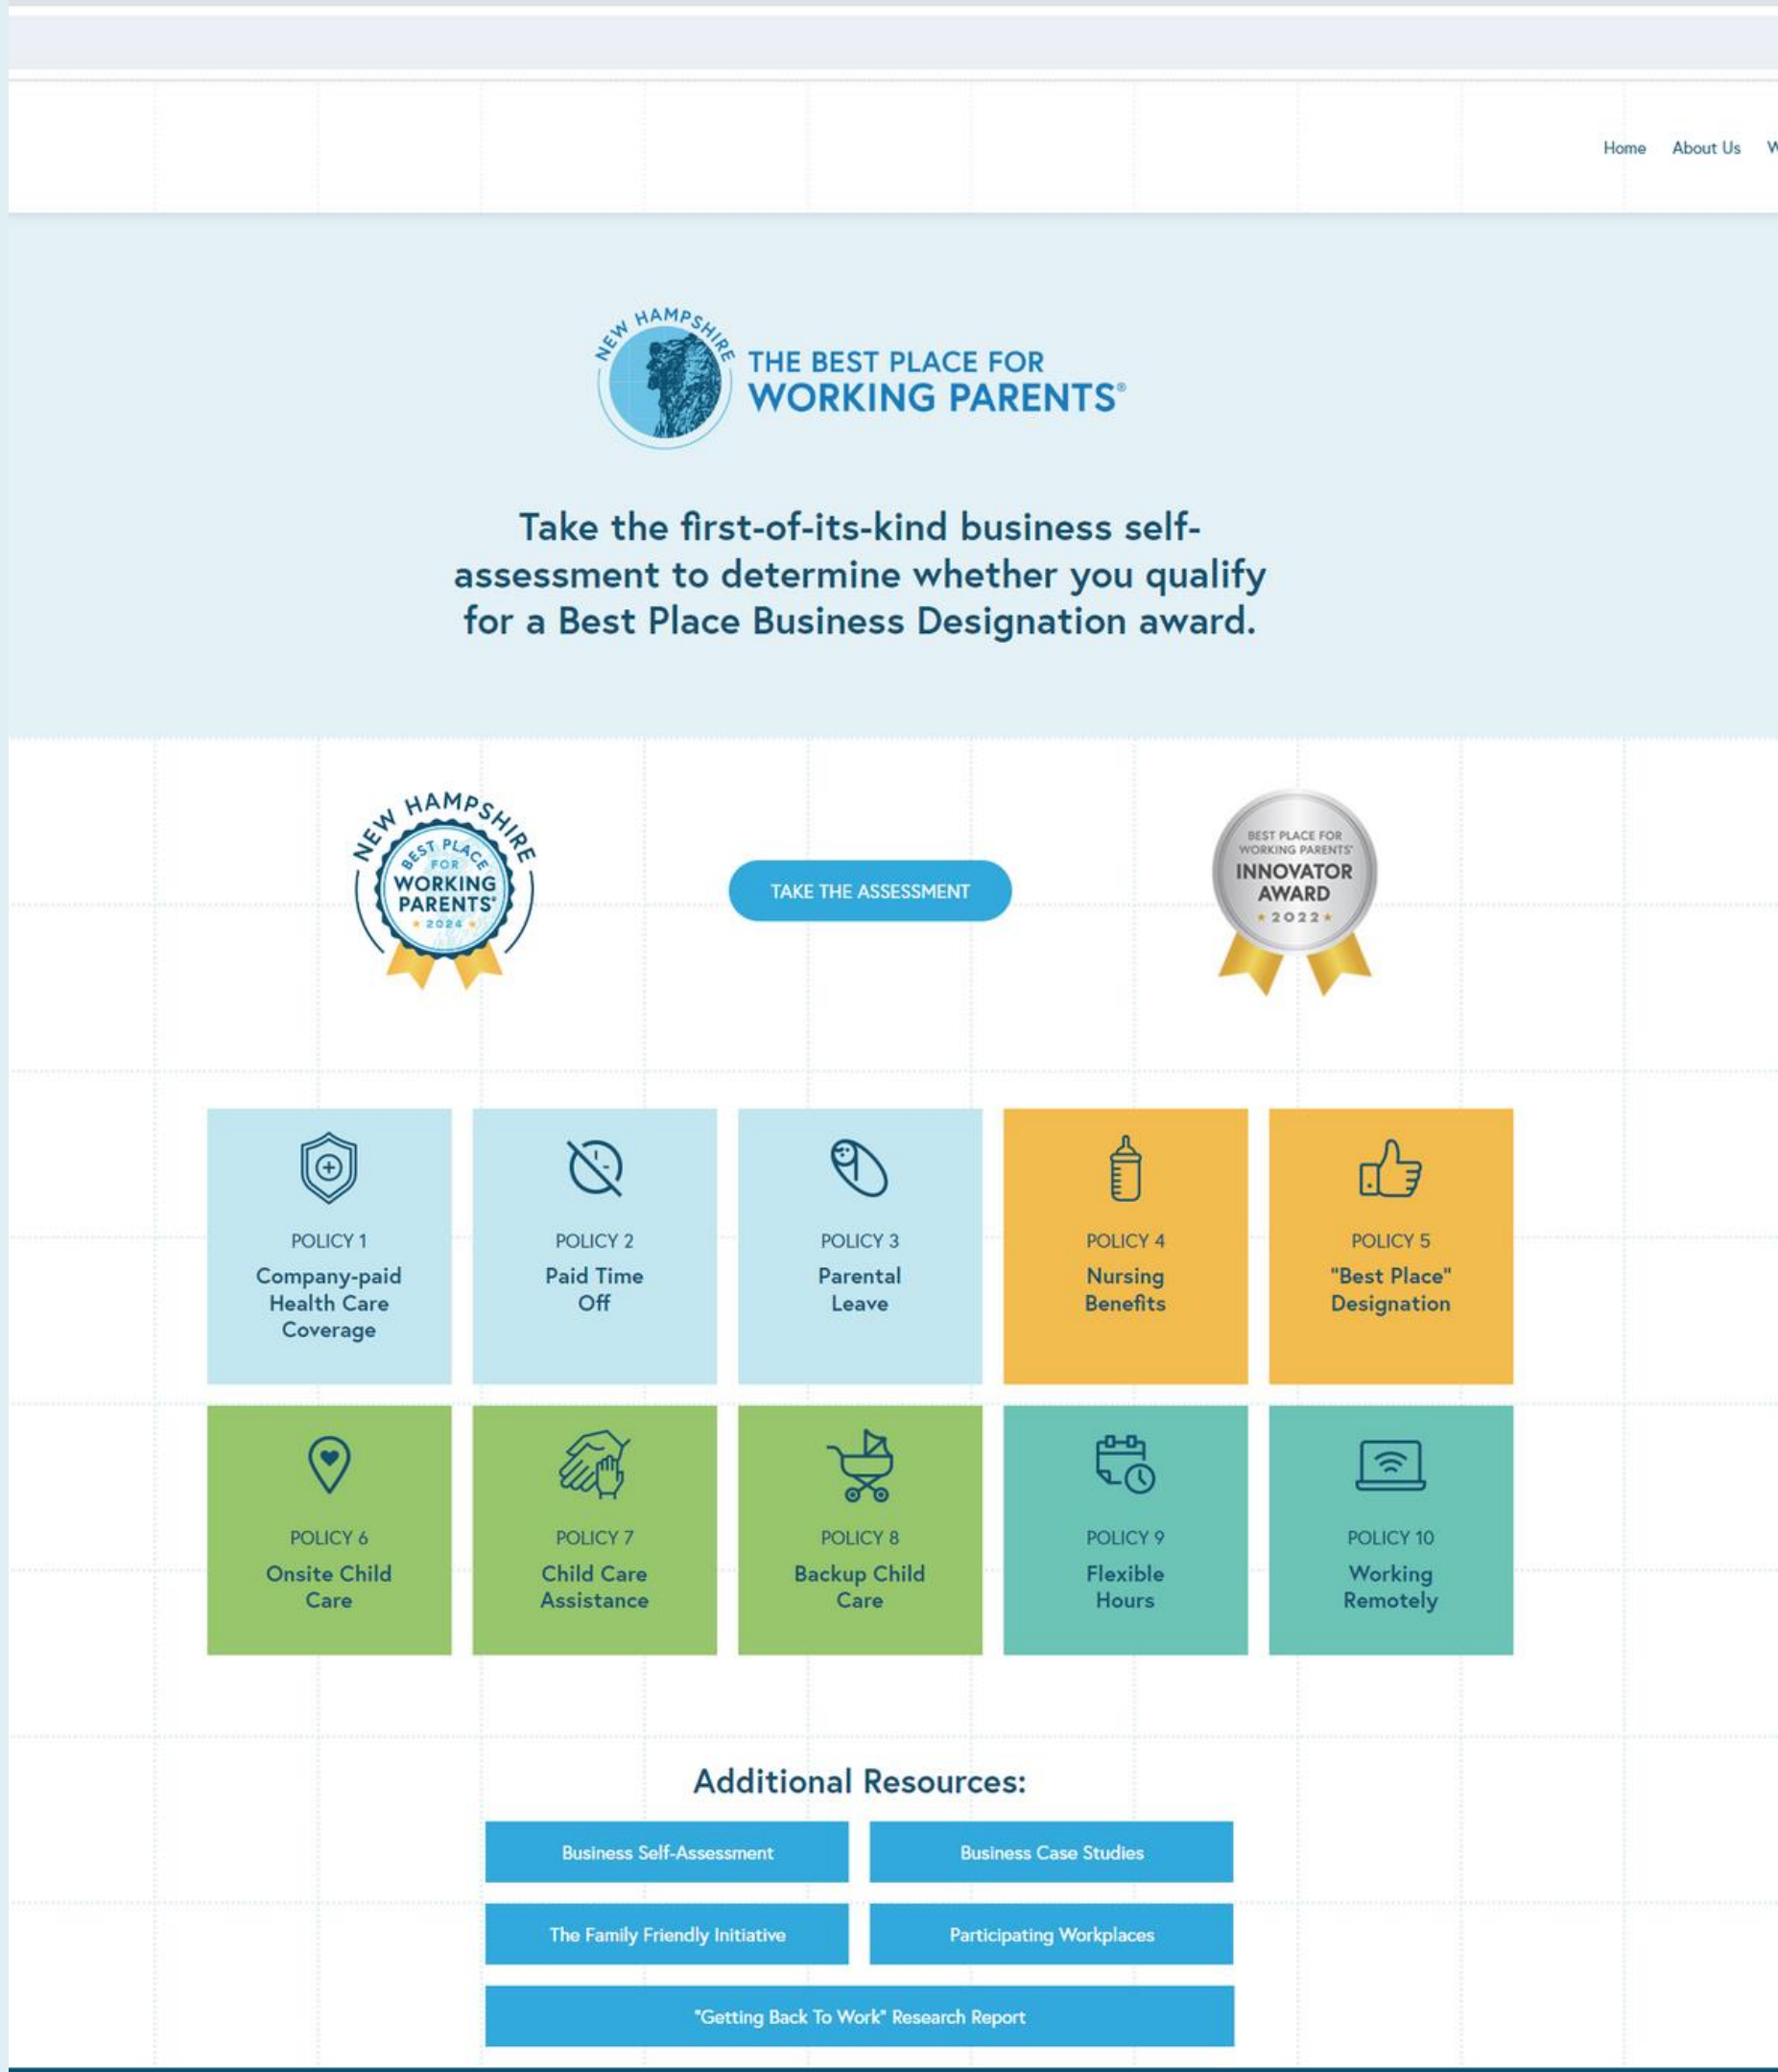 Home About Us
NEW HAMPSHIRE
THE BEST PLACE FOR
WORKING PARENTS®
Take the first-of-its-kind business self-
assessment to determine whether you qualify
for a Best Place Business Designation award.
NEW HAMPSHIRE
BEST PLACE
FOR
WORKING
PARENTS®
2024
TAKE THE ASSESSMENT
BEST PLACE FOR
WORKING PARENTS®
INNOVATOR
AWARD
2022
POLICY 1
Company-paid
Health Care
Coverage
POLICY 2
Paid Time
Off
POLICY 3
Parental
Leave
POLICY 4
Nursing
Benefits
POLICY 5
"Best Place"
Designation
POLICY 6
Onsite Child
Care
POLICY 7
Child Care
Assistance
POLICY 8
Backup Child
Care
POLICY 9
Flexible
Hours
POLICY 10
Working
Remotely
Additional Resources:
Business Self-Assessment
Business Case Studies
The Family Friendly Initiative
Participating Workplaces
"Getting Back To Work" Research Report